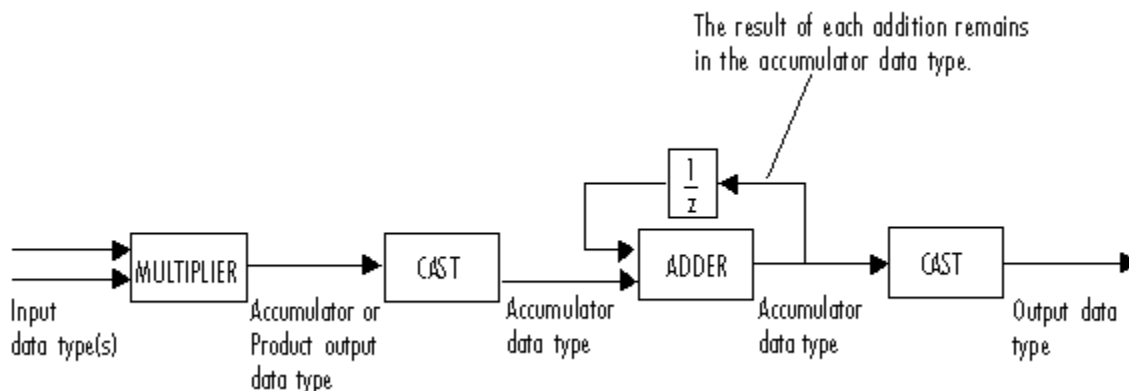 The result of each addition remains
in the accumulator data type.
1
z
MULTIPLIER
CAST
ADDER
CAST
Input
data type(s)
Accumulator or
Product output
data type
Accumulator
data type
Accumulator
data type
Output data
type